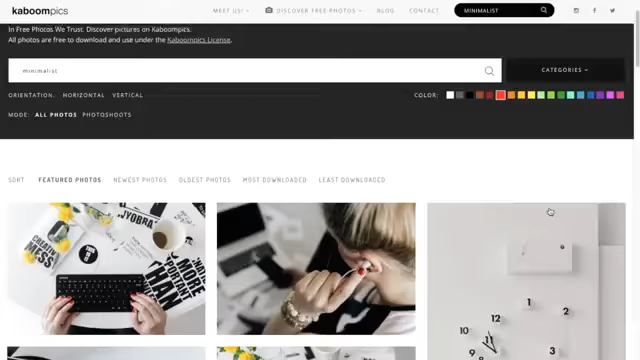 kaboompics MEET US! DISCOVER FREE PHOTOS BLOG CONTACT MINIMALIST
In Free Photos We Trust. Discover pictures on Kaboompics.
All photos are free to download and use under the Kaboompics License.
minimalist CATEGORIES
ORIENTATION: HORIZONTAL VERTICAL COLOR:
MODE: ALL PHOTOS PHOTOSHOOTS
SORT FEATURED PHOTOS NEWEST PHOTOS OLDEST PHOTOS MOST DOWNLOADED LEAST DOWNLOADED
CREATIVE
MESS
IMPORTANT
THAN
12 1 2
10 11
9 3